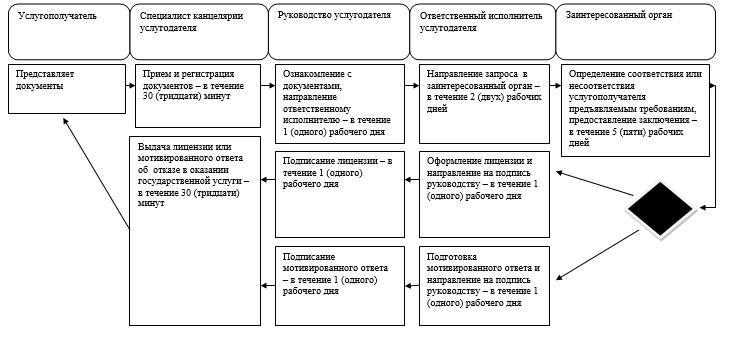 Услугополучатель
Специалист канцелярии
услугодателя
Руководство услугодателя
Ответственный исполнитель
услугодателя
Заинтересованный орган
Представляет
документы
Прием и регистрация
документов – в течение
30 (тридцати) минут
Ознакомление с
документами,
направление
ответственному
исполнителю – в течение
1 (одного) рабочего дня
Направление запроса в
заинтересованный орган –
в течение 2 (двух) рабочих
дней
Определение соответствия или
несоответствия
услугополучателя
предъявляемым требованиям,
предоставление заключения –
в течение 5 (пяти) рабочих
дней
Выдача лицензии или
мотивированного ответа
об отказе в оказании
государственной услуги –
в течение 30 (тридцати)
минут
Подписание лицензии – в
течение 1 (одного)
рабочего дня
Оформление лицензии и
направление на подпись
руководству – в течение 1
(одного) рабочего дня
Подписание
мотивированного ответа
– в течение 1 (одного)
рабочего дня
Подготовка
мотивированного ответа и
направление на подпись
руководству – в течение 1
(одного) рабочего дня